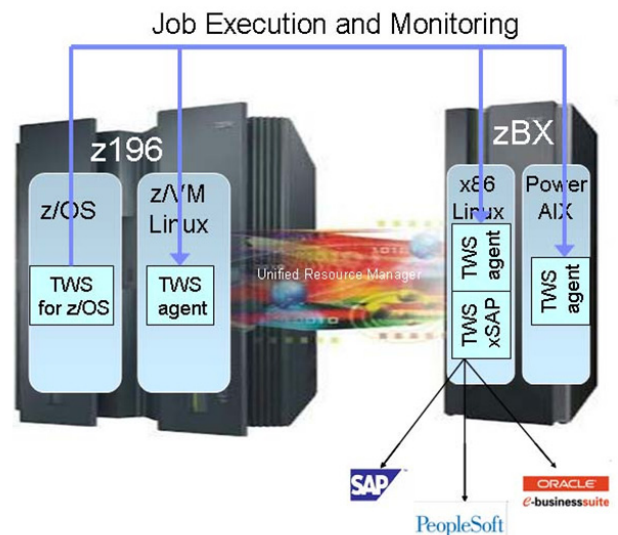 Job Execution and Monitoring
z196
z/OS
TWS
for z/OS
z/VM
Linux
TWS
agent
Unified Resource Manager
zBX
x86
Linux
TWS
agent
TWS
xSAP
Power
AIX
TWS
agent
SAP
PeopleSoft
ORACLE
e-businesssuite